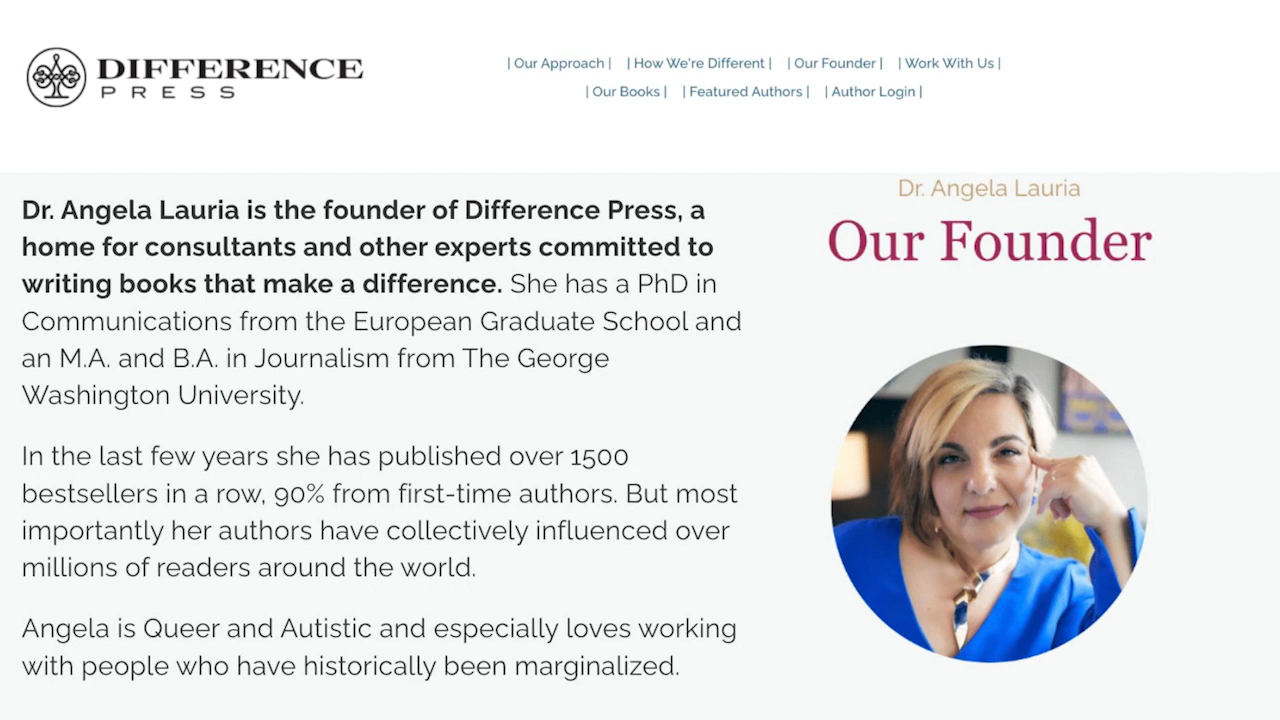 DIFFERENCE
PRESS
| Our Approach | | How We're Different | | Our Founder | | Work With Us |
| Our Books | | Featured Authors | | Author Login |
Dr. Angela Lauria is the founder of Difference Press, a
home for consultants and other experts committed to
writing books that make a difference. She has a PhD in
Communications from the European Graduate School and
an M.A. and B.A. in Journalism from The George
Washington University.
In the last few years she has published over 1500
bestsellers in a row, 90% from first-time authors. But most
importantly her authors have collectively influenced over
millions of readers around the world.
Angela is Queer and Autistic and especially loves working
with people who have historically been marginalized.
Dr. Angela Lauria
Our Founder